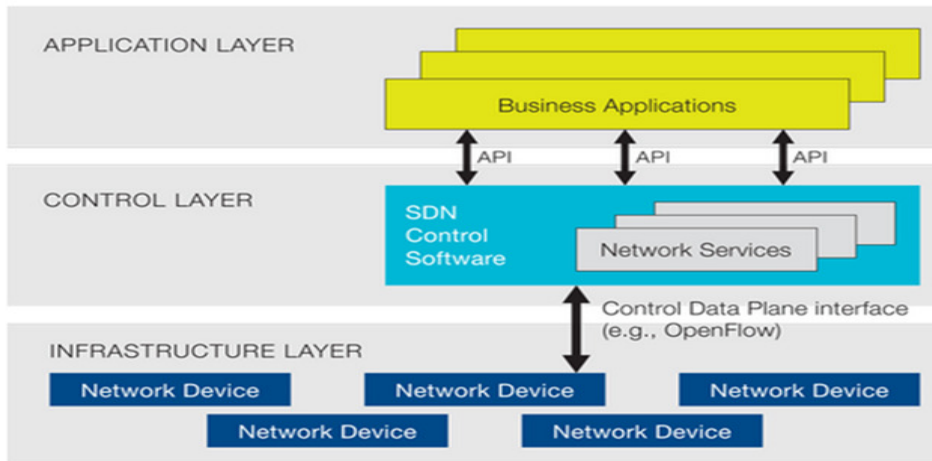 APPLICATION LAYER
Business Applications
API
API
API
CONTROL LAYER
SDN
Control
Software
Network Services
Control Data Plane interface
(e.g., OpenFlow)
INFRASTRUCTURE LAYER
Network Device
Network Device
Network Device
Network Device
Network Device